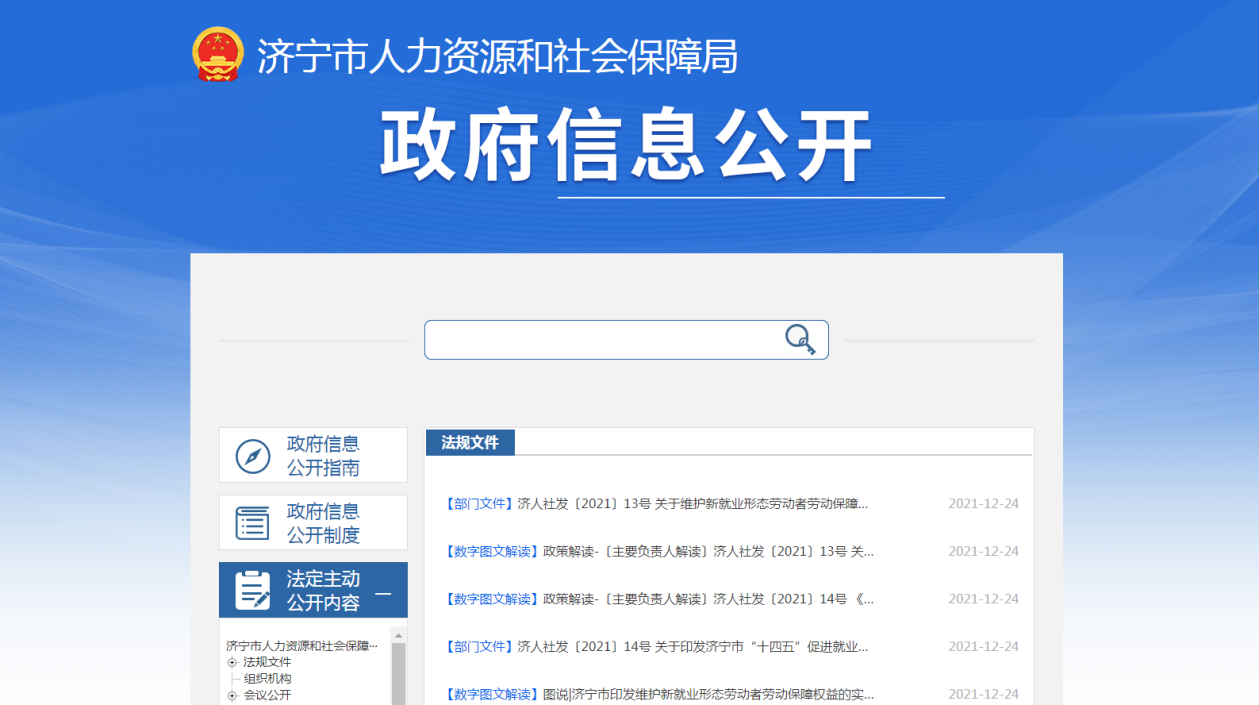 济宁市人力资源和社会保障局
政府信息公开
政府信息
公开指南
政府信息
公开制度
法定主动
公开内容
济宁市人力资源和社会保障...
法规文件
组织机构
会议公开
法规文件
【部门文件】济人社发〔2021〕13号 关于维护新就业形态劳动者劳动保障... 2021-12-24
【数字图文解读】政策解读-〔主要负责人解读〕济人社发〔2021〕13号 关... 2021-12-24
【数字图文解读】政策解读-〔主要负责人解读〕济人社发〔2021〕14号 《... 2021-12-24
【部门文件】济人社发〔2021〕14号 关于印发济宁市“十四五”促进就业... 2021-12-24
【数字图文解读】图说|济宁市印发维护新就业形态劳动者劳动保障权益的实... 2021-12-24